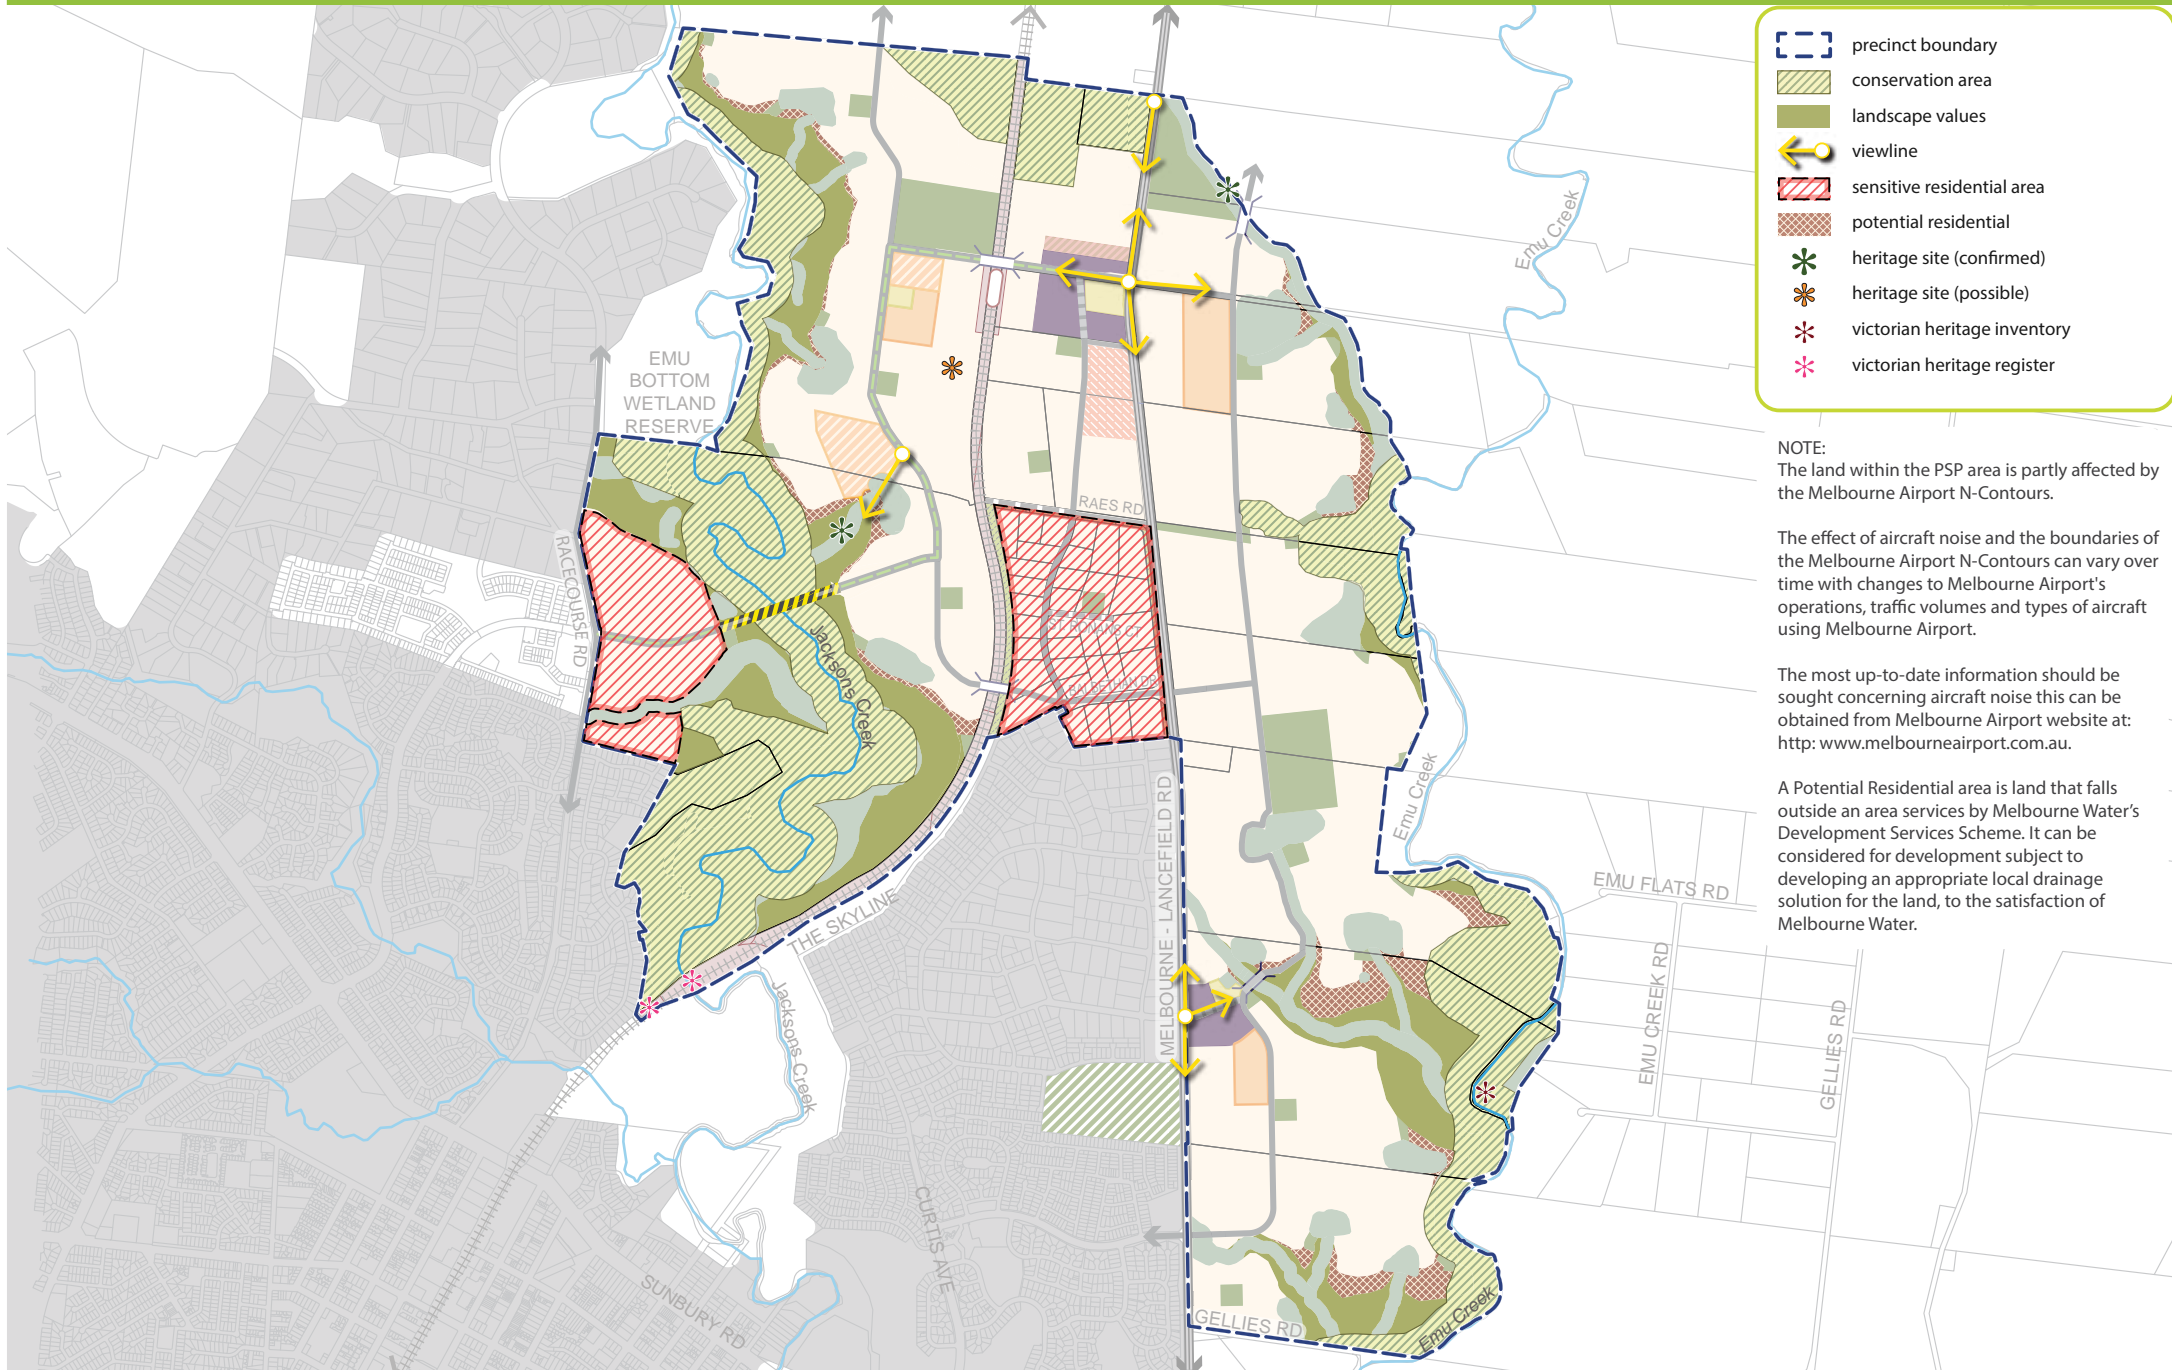 precinct boundary
conservation area
landscape values
viewline
sensitive residential area
potential residential
heritage site (confirmed)
heritage site (possible)
victorian heritage inventory
victorian heritage register
NOTE:
The land within the PSP area is partly affected by
the Melbourne Airport N-Contours.
The effect of aircraft noise and the boundaries of
the Melbourne Airport N-Contours can vary over
time with changes to Melbourne Airport's
operations, traffic volumes and types of aircraft
using Melbourne Airport.
The most up-to-date information should be
sought concerning aircraft noise this can be
obtained from Melbourne Airport website at:
http: www.melbourneairport.com.au.
A Potential Residential area is land that falls
outside an area services by Melbourne Water's
Development Services Scheme. It can be
considered for development subject to
developing an appropriate local drainage
solution for the land, to the satisfaction of
Melbourne Water.
Emu Creek
EMU
BOTTOM
WETLAND
RESERVE
RAES RD
RACECOURSE RD
ST. RONANS CT
BALBETHAN DR
Jacksons Creek
MELBOURNE - LANCEFIELD RD
Emu Creek
THE SKYLINE
EMU FLATS RD
EMU CREEK RD
GELLIES RD
Jacksons Creek
CURTIS AVE
SUNBURY RD
GELLIES RD
Emu Creek